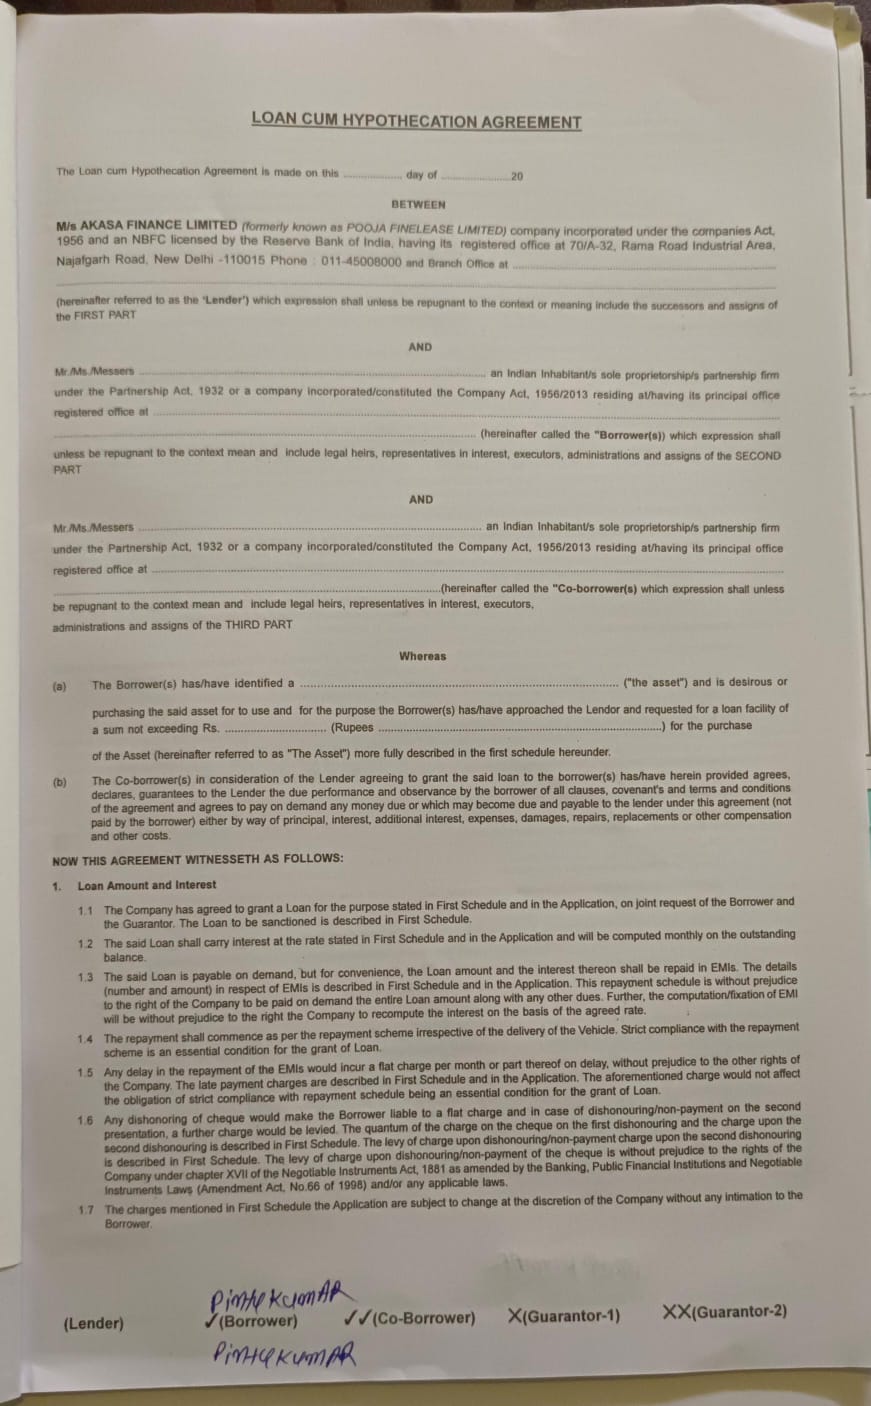 LOAN CUM HYPOTHECATION AGREEMENT
The Loan cum Hypothecation Agreement is made on this .................. day of .....................20
BETWEEN
M/s AKASA FINANCE LIMITED (formerly known as POOJA FINELEASE LIMITED) company incorporated under the companies Act,
1956 and an NBFC licensed by the Reserve Bank of India, having its registered office at 70/A-32, Rama Road Industrial Area,
Najafgarh Road, New Delhi -110015 Phone : 011-45008000 and Branch Office at ....................
(hereinafter referred to as the 'Lender') which expression shall unless be repugnant to the context or meaning include the successors and assigns of
the FIRST PART
AND
Mr./Ms./Messers .................... an Indian Inhabitant/s sole proprietorship/s partnership firm
under the Partnership Act, 1932 or a company incorporated/constituted the Company Act, 1956/2013 residing at/having its principal office
registered office at ....................
.................... (hereinafter called the "Borrower(s)) which expression shall
unless be repugnant to the context mean and include legal heirs, representatives in interest, executors, administrations and assigns of the SECOND
PART
AND
Mr./Ms./Messers .................... an Indian Inhabitant/s sole proprietorship/s partnership firm
under the Partnership Act, 1932 or a company incorporated/constituted the Company Act, 1956/2013 residing at/having its principal office
registered office at ....................
....................(hereinafter called the "Co-borrower(s) which expression shall unless
be repugnant to the context mean and include legal heirs, representatives in interest, executors,
administrations and assigns of the THIRD PART
Whereas
(a) The Borrower(s) has/have identified a .................... ("the asset") and is desirous or
purchasing the said asset for to use and for the purpose the Borrower(s) has/have approached the Lendor and requested for a loan facility of
a sum not exceeding Rs. .................... (Rupees ....................) for the purchase
of the Asset (hereinafter referred to as "The Asset") more fully described in the first schedule hereunder.
(b) The Co-borrower(s) in consideration of the Lender agreeing to grant the said loan to the borrower(s) has/have herein provided agrees,
declares, guarantees to the Lender the due performance and observance by the borrower of all clauses, covenant's and terms and conditions
of the agreement and agrees to pay on demand any money due or which may become due and payable to the lender under this agreement (not
paid by the borrower) either by way of principal, interest, additional interest, expenses, damages, repairs, replacements or other compensation
and other costs.
NOW THIS AGREEMENT WITNESSETH AS FOLLOWS:
1. Loan Amount and Interest
1.1 The Company has agreed to grant a Loan for the purpose stated in First Schedule and in the Application, on joint request of the Borrower and
the Guarantor. The Loan to be sanctioned is described in First Schedule.
1.2 The said Loan shall carry interest at the rate stated in First Schedule and in the Application and will be computed monthly on the outstanding
balance.
1.3 The said Loan is payable on demand, but for convenience, the Loan amount and the interest thereon shall be repaid in EMIs. The details
(number and amount) in respect of EMIs is described in First Schedule and in the Application. This repayment schedule is without prejudice
to the right of the Company to be paid on demand the entire Loan amount along with any other dues. Further, the computation/fixation of EMI
will be without prejudice to the right the Company to recompute the interest on the basis of the agreed rate.
1.4 The repayment shall commence as per the repayment scheme irrespective of the delivery of the Vehicle. Strict compliance with the repayment
scheme is an essential condition for the grant of Loan.
1.5 Any delay in the repayment of the EMIs would incur a flat charge per month or part thereof on delay, without prejudice to the other rights of
the Company. The late payment charges are described in First Schedule and in the Application. The aforementioned charge would not affect
the obligation of strict compliance with repayment schedule being an essential condition for the grant of Loan.
1.6 Any dishonoring of cheque would make the Borrower liable to a flat charge and in case of dishonouring/non-payment on the second
presentation, a further charge would be levied. The quantum of the charge on the cheque on the first dishonouring and the charge upon the
second dishonouring is described in First Schedule. The levy of charge upon dishonouring/non-payment charge upon the second dishonouring
is described in First Schedule. The levy of charge upon dishonouring/non-payment of the cheque is without prejudice to the rights of the
Company under chapter XVII of the Negotiable Instruments Act, 1881 as amended by the Banking, Public Financial Institutions and Negotiable
Instruments Laws (Amendment Act, No.66 of 1998) and/or any applicable laws.
1.7 The charges mentioned in First Schedule the Application are subject to change at the discretion of the Company without any intimation to the
Borrower.
Pintu KumAR
(Lender) ✓(Borrower) ✓✓(Co-Borrower) X(Guarantor-1) XX(Guarantor-2)
Pintu KumAR